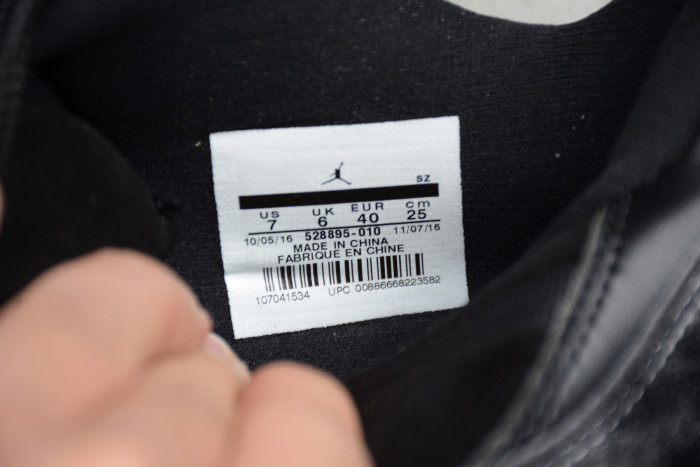 SZ
US UK EUR cm
7 6 40 25
10/05/16 528895-010 11/07/16
MADE IN CHINA
FABRIQUE EN CHINE
107041534 UPC 00886668223582